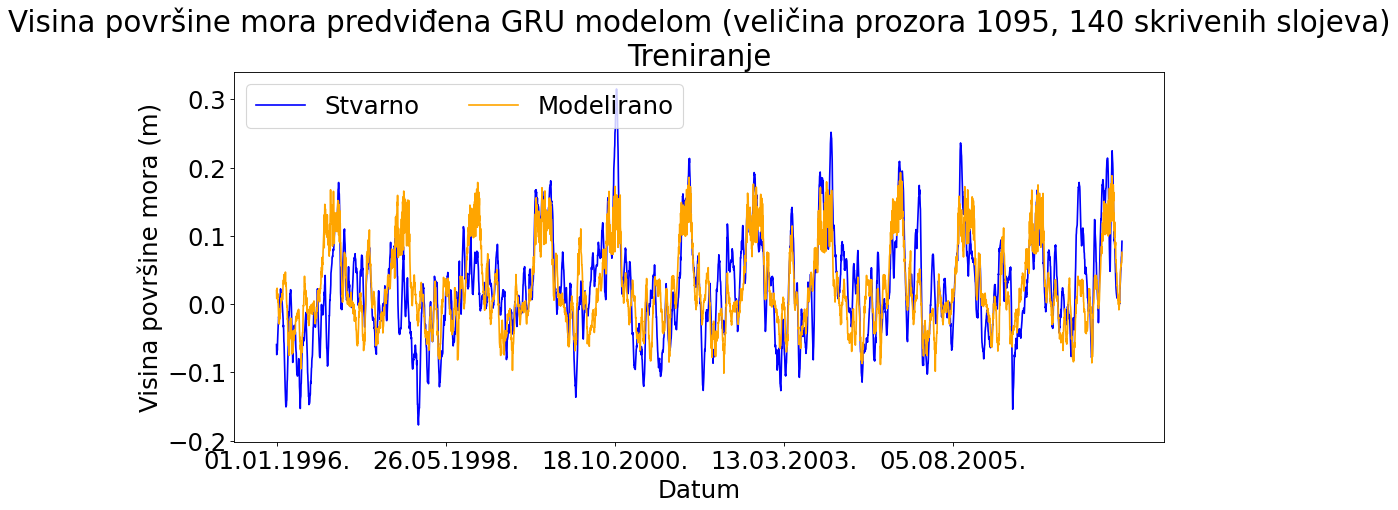 Visina površine mora predviđena GRU modelom (veličina prozora 1095, 140 skrivenih slojeva)
Treniranje
Stvarno
Modelirano
Visina površine mora (m)
0.3
0.2
0.1
0.0
−0.1
−0.2
01.01.1996.
26.05.1998.
18.10.2000.
13.03.2003.
05.08.2005.
Datum